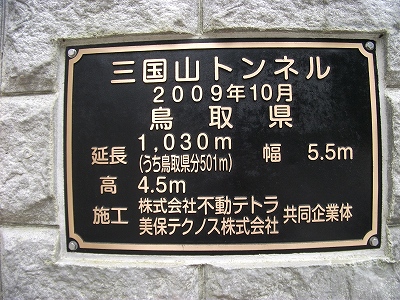 三国山トンネル
2009年10月
鳥取県
延長 1,030m 幅 5.5m
(うち鳥取県分501m)
高 4.5m
施工 株式会社不動テトラ 共同企業体
美保テクノス株式会社